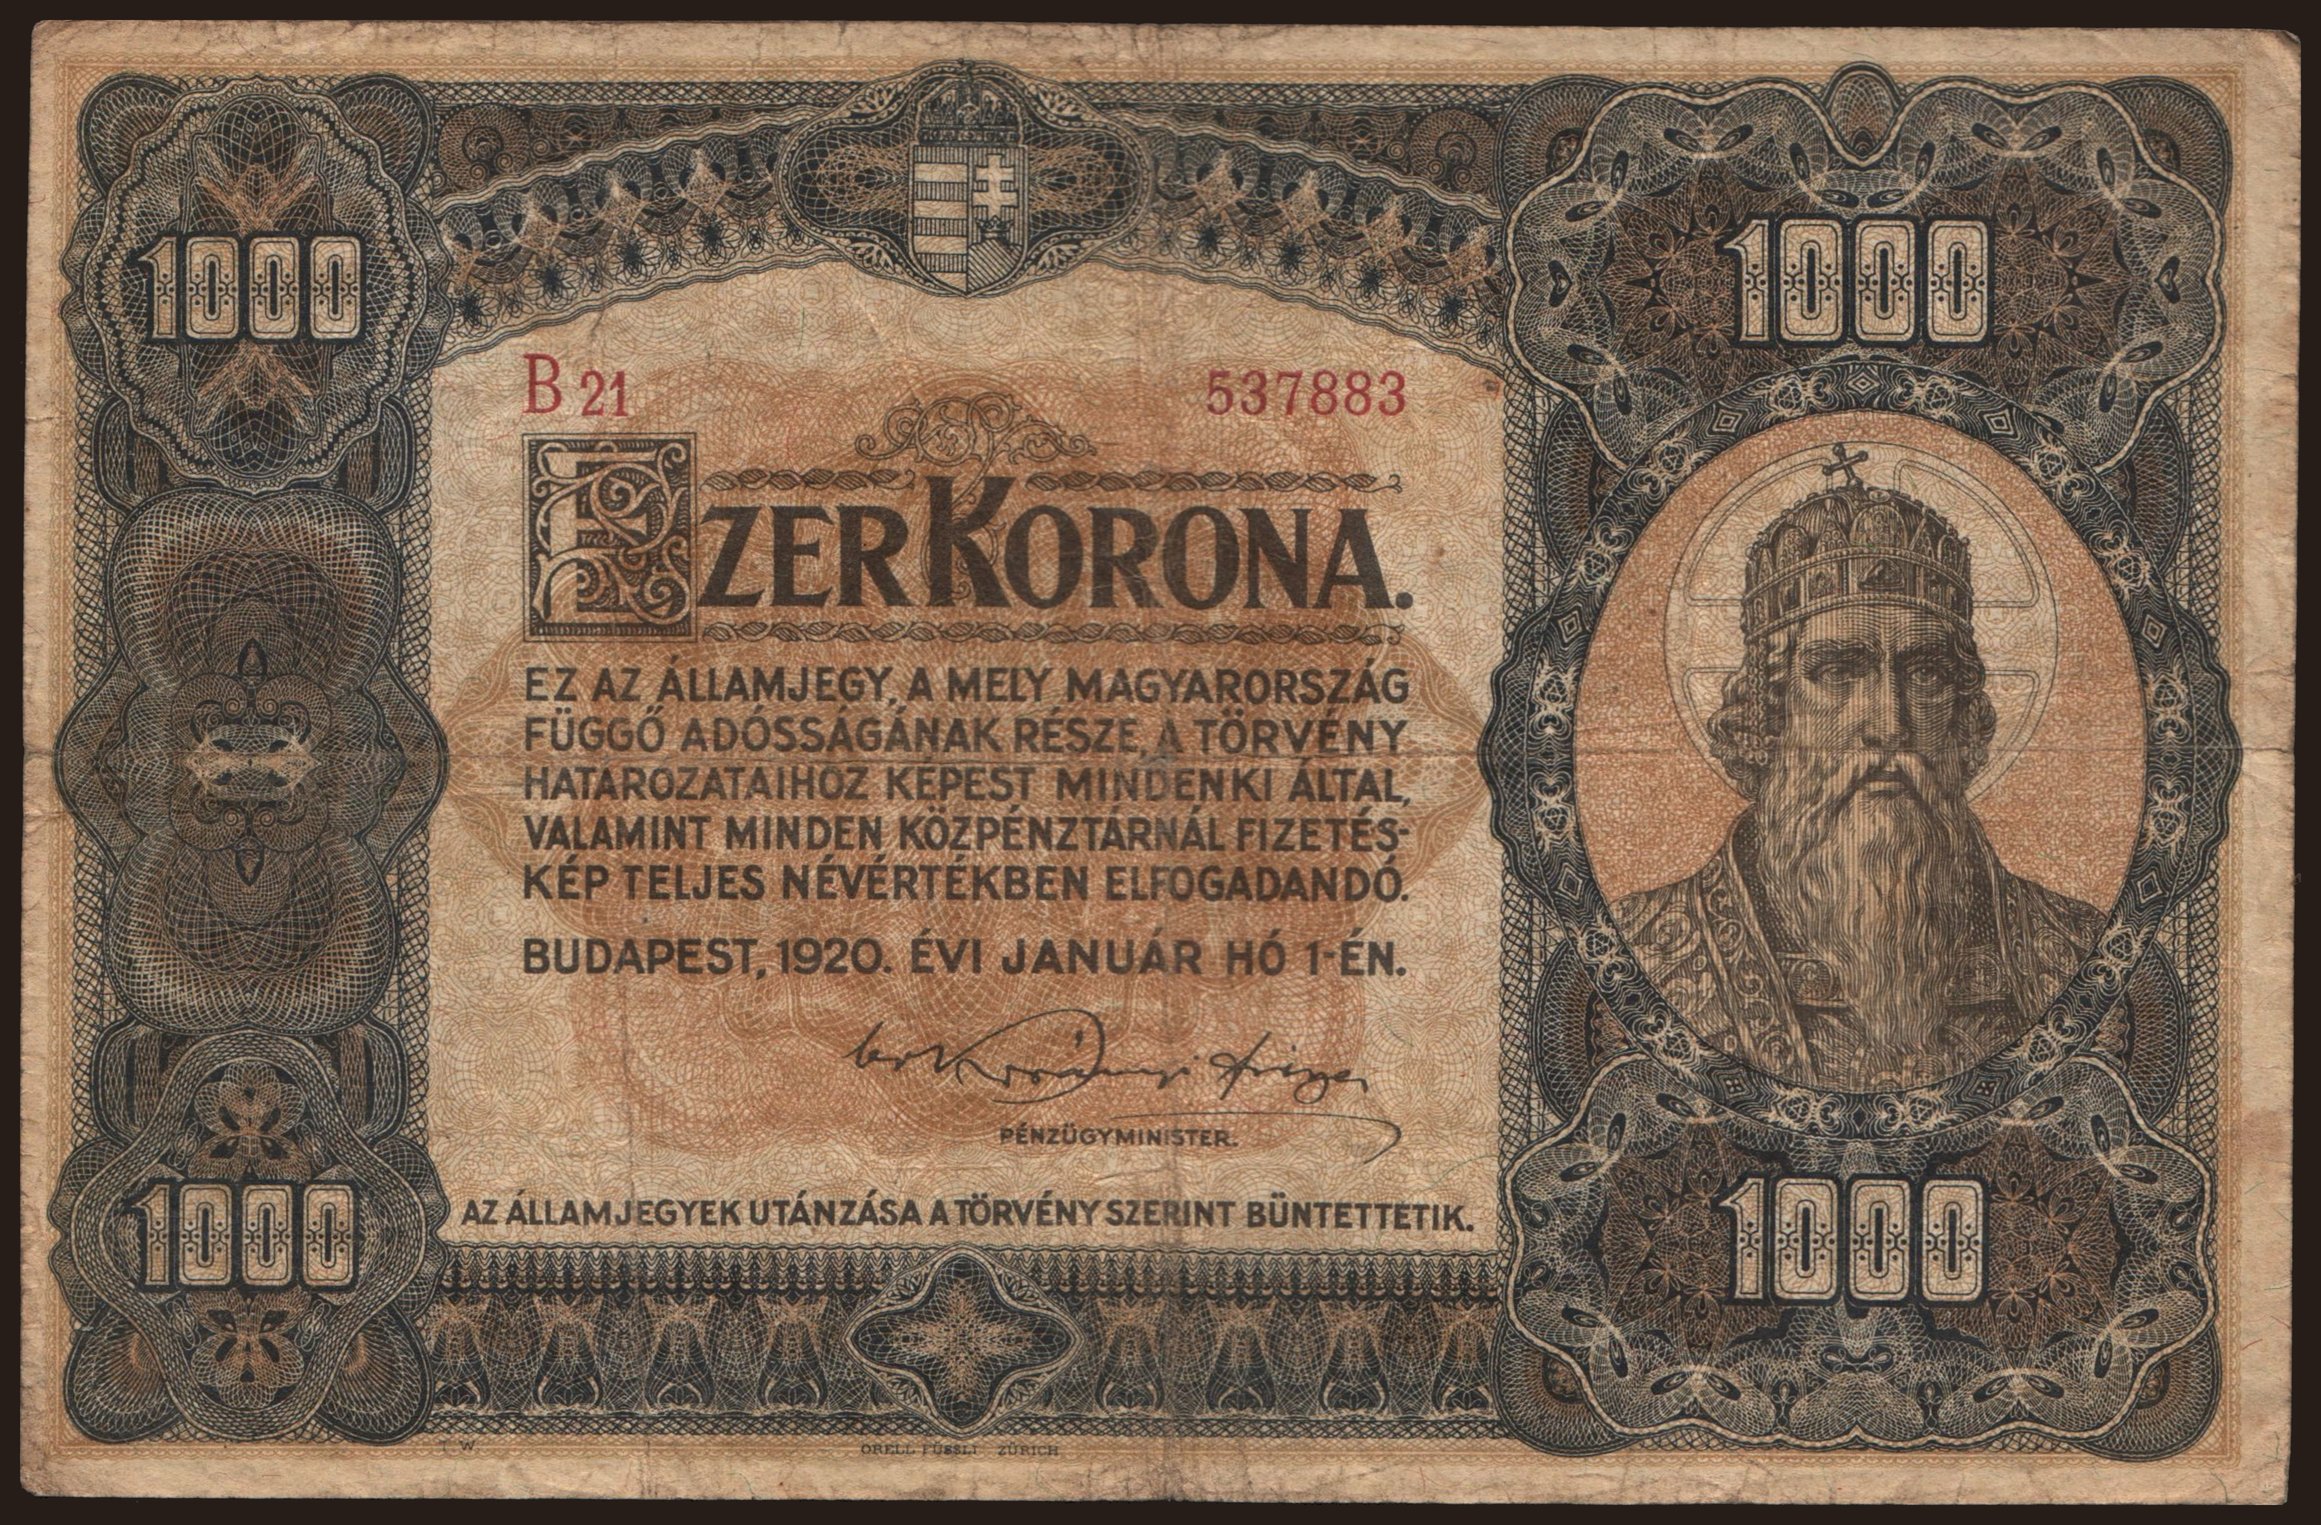 1000
1000
B 21 537883
EZER KORONA.
EZ AZ ÁLLAMJEGY, A MELY MAGYARORSZÁG
FÜGGŐ ADÓSSÁGÁNAK RÉSZE, A TÖRVÉNY
HATÁROZATAIHOZ KÉPEST MINDENKI ÁLTAL,
VALAMINT MINDEN KÖZPÉNZTÁRNÁL FIZETÉS-
KÉP TELJES NÉVÉRTÉKBEN ELFOGADANDÓ.
BUDAPEST, 1920. ÉVI JANUÁR HÓ 1-ÉN.
Korányi Frigyes
PÉNZÜGYMINISTER.
1000
1000
AZ ÁLLAMJEGYEK UTÁNZÁSA A TÖRVÉNY SZERINT BÜNTETTETIK.
ORELL FÜSSLI ZÜRICH